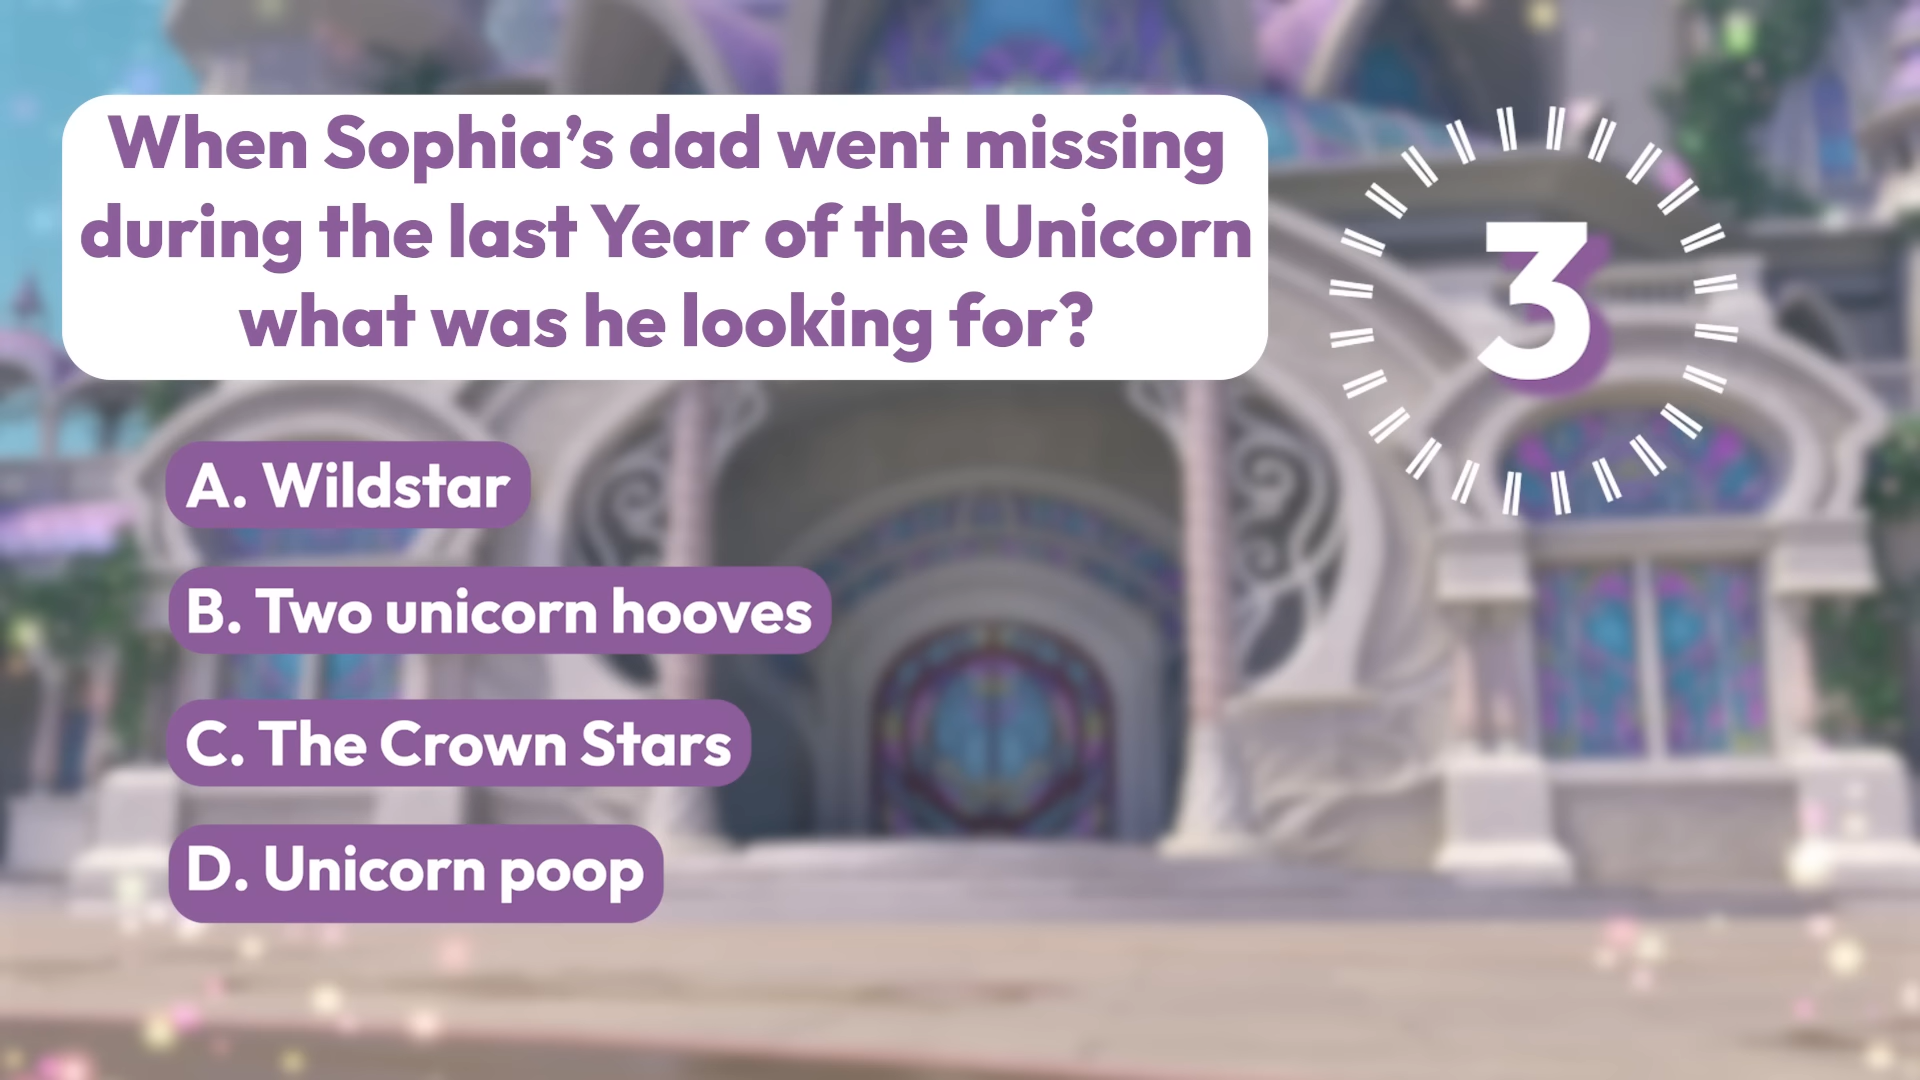 When Sophia’s dad went missing
during the last Year of the Unicorn
what was he looking for?
3
A. Wildstar
B. Two unicorn hooves
C. The Crown Stars
D. Unicorn poop